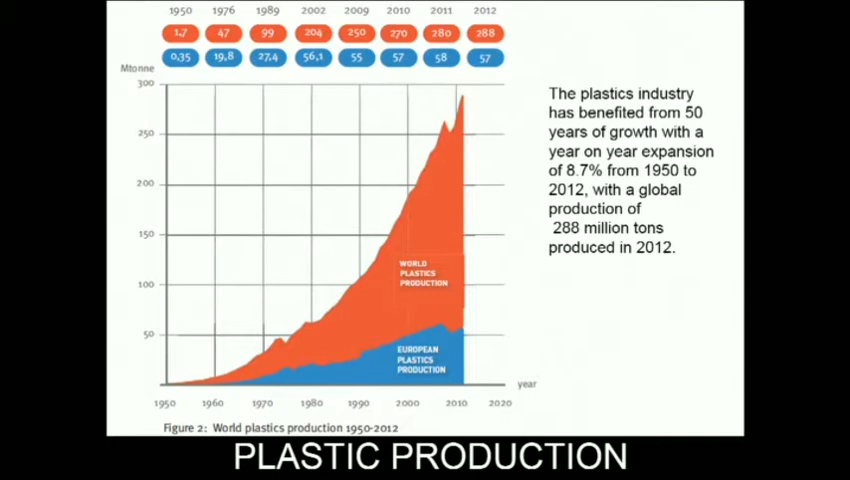 1950 1976 1989 2002 2009 2010 2011 2012
1,7 47 99 204 250 270 280 288
0,35 19,8 27,4 56,1 55 57 58 57
Mtonne
300
250
200
150
100
50
WORLD
PLASTICS
PRODUCTION
EUROPEAN
PLASTICS
PRODUCTION
year
1950 1960 1970 1980 1990 2000 2010 2020
Figure 2: World plastics production 1950-2012
The plastics industry
has benefited from 50
years of growth with a
year on year expansion
of 8.7% from 1950 to
2012, with a global
production of
288 million tons
produced in 2012.
PLASTIC PRODUCTION